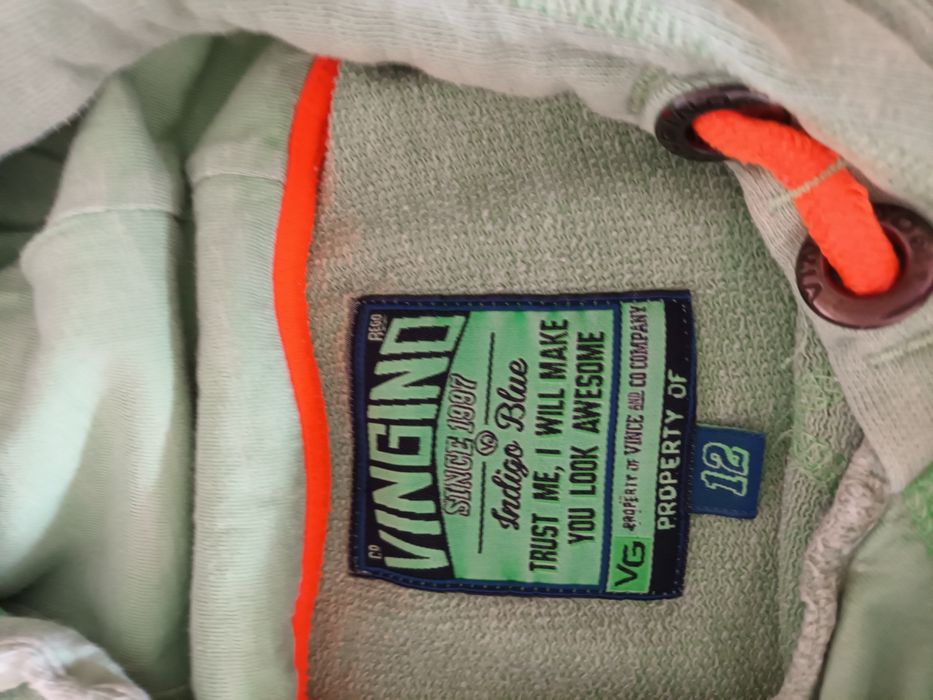 CO VINGINO REGD
SINCE 1997
Indigo Blue
TRUST ME, I WILL MAKE
YOU LOOK AWESOME
VG PROPERTY OF VINCE AND CO COMPANY
PROPERTY OF
12